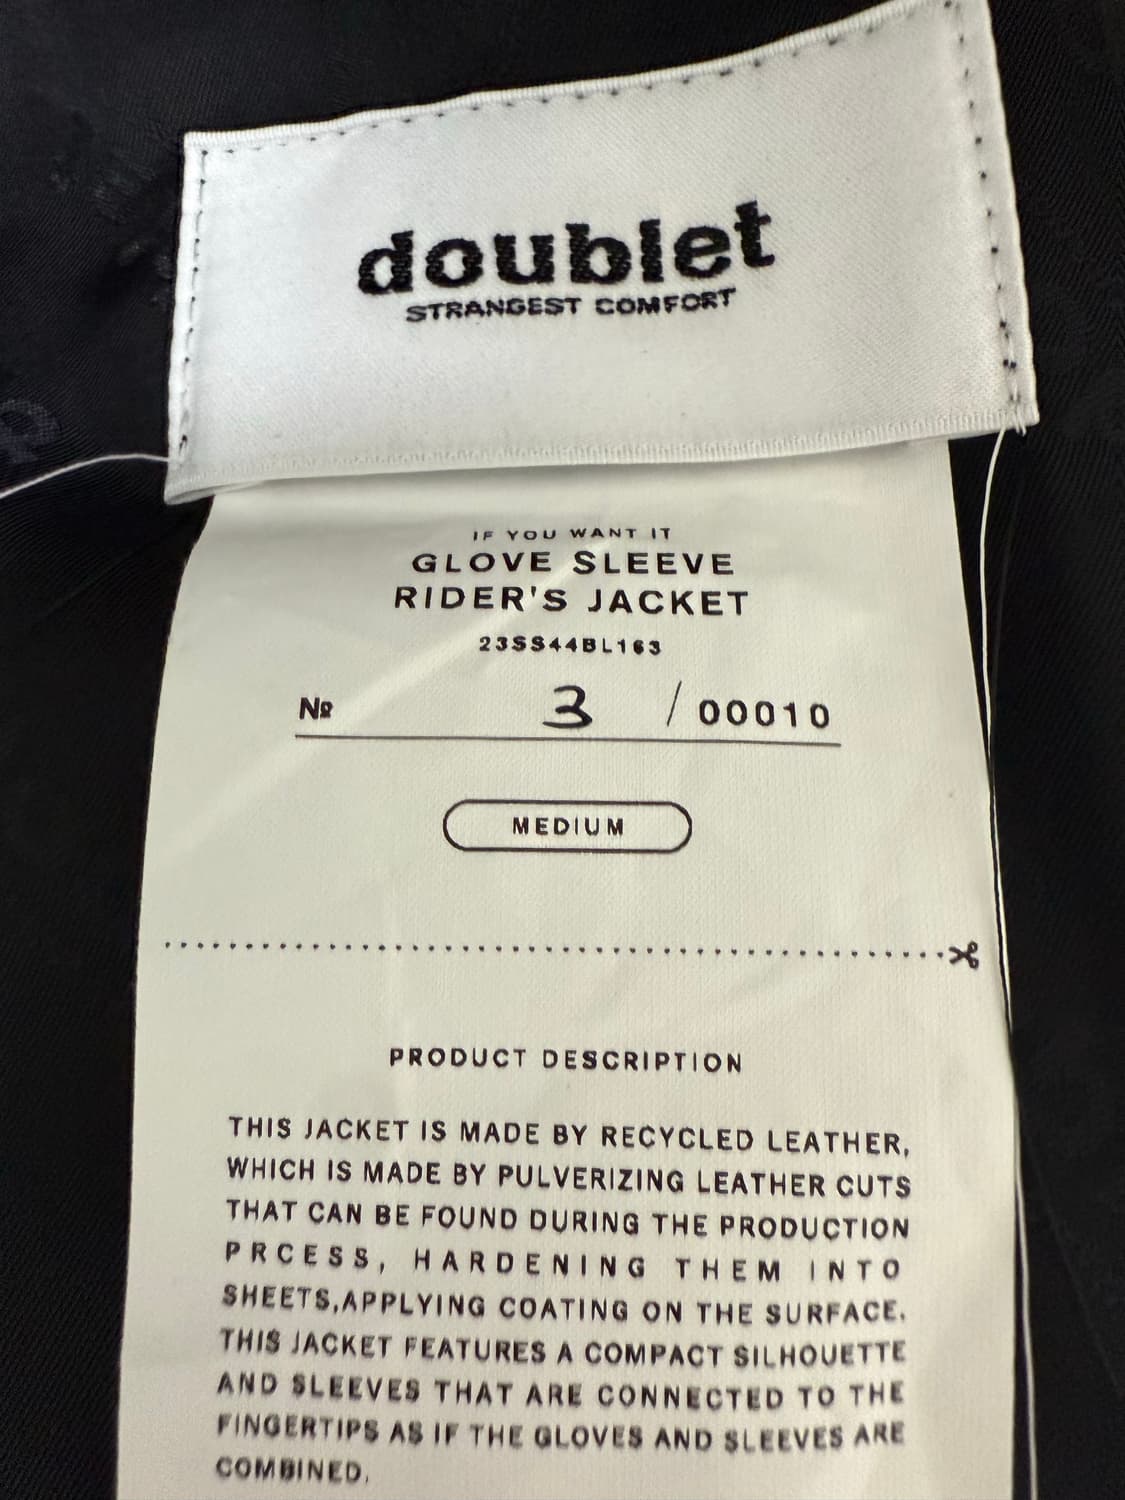 doublet
STRANGEST COMFORT
IF YOU WANT IT
GLOVE SLEEVE
RIDER'S JACKET
23SS44BL163
№ 3 / 00010
MEDIUM
PRODUCT DESCRIPTION
THIS JACKET IS MADE BY RECYCLED LEATHER,
WHICH IS MADE BY PULVERIZING LEATHER CUTS
THAT CAN BE FOUND DURING THE PRODUCTION
PRCESS, HARDENING THEM INTO
SHEETS,APPLYING COATING ON THE SURFACE.
THIS JACKET FEATURES A COMPACT SILHOUETTE
AND SLEEVES THAT ARE CONNECTED TO THE
FINGERTIPS AS IF THE GLOVES AND SLEEVES ARE
COMBINED.